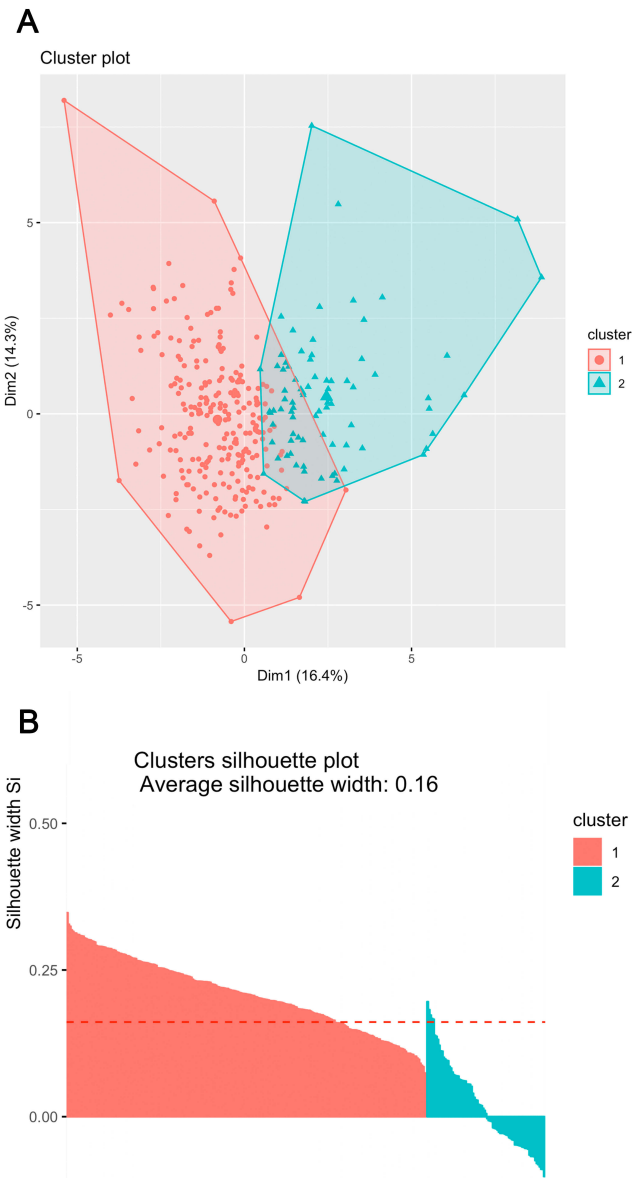 A
Cluster plot
5
0
-5
Dim2 (14.3%)
-5
0
5
Dim1 (16.4%)
cluster
1
2
B
Clusters silhouette plot
Average silhouette width: 0.16
Silhouette width Si
0.50
0.25
0.00
cluster
1
2